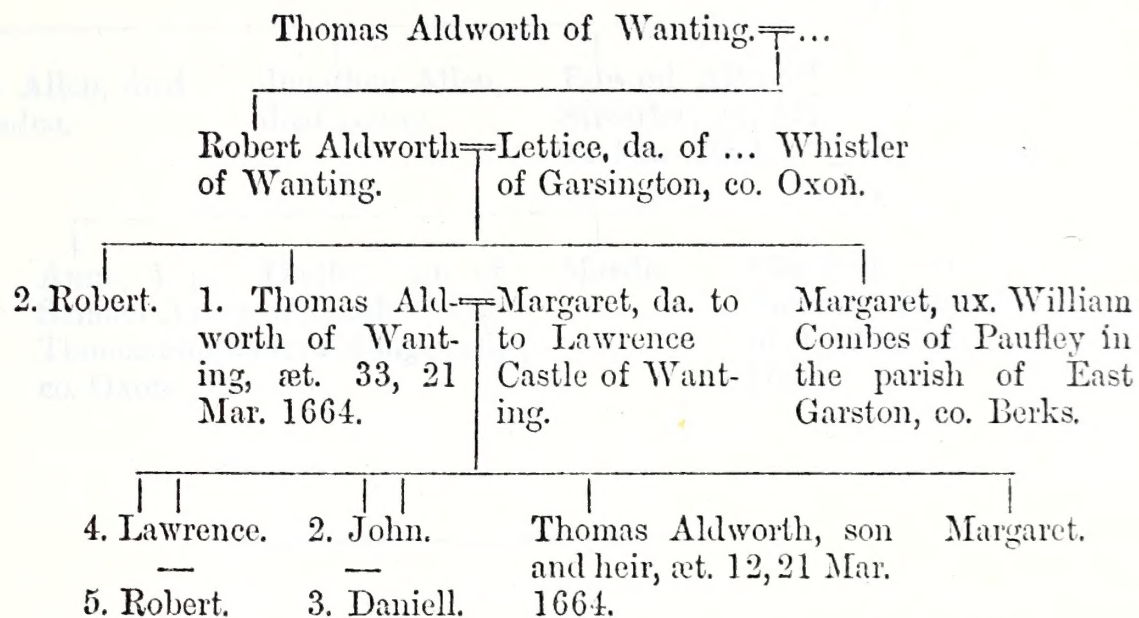 Thomas Aldworth of Wanting.=...
Robert Aldworth=Lettice, da. of ... Whistler
of Wanting.
of Garsington, co. Oxon̄.
2. Robert.
1. Thomas Ald-
worth of Want-
ing, æt. 33, 21
Mar. 1664.
=Margaret, da. to
to Lawrence
Castle of Want-
ing.
Margaret, ux. William
Combes of Paufley in
the parish of East
Garston, co. Berks.
4. Lawrence.
—
5. Robert.
2. John.
—
3. Daniell.
Thomas Aldworth, son
and heir, æt. 12, 21 Mar.
1664.
Margaret.